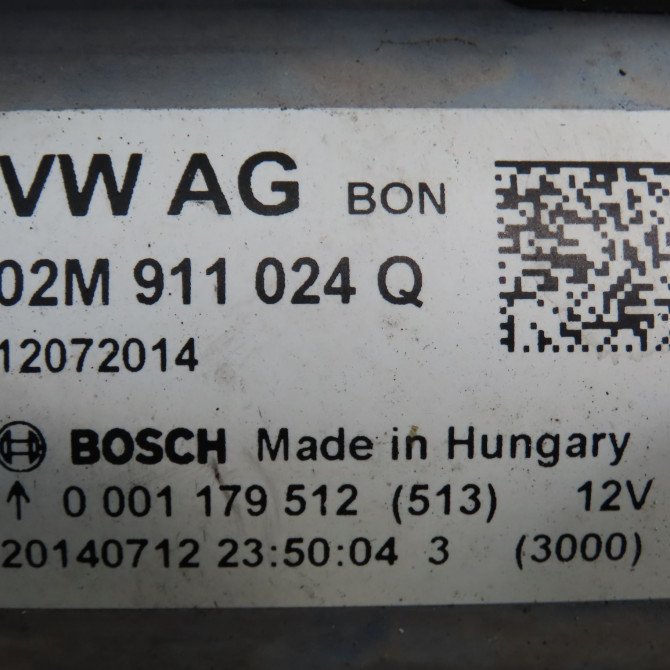 VW AG BON
02M 911 024 Q
12072014
BOSCH Made in Hungary
↑ 0 001 179 512 (513) 12V
20140712 23:50:04 3 (3000)